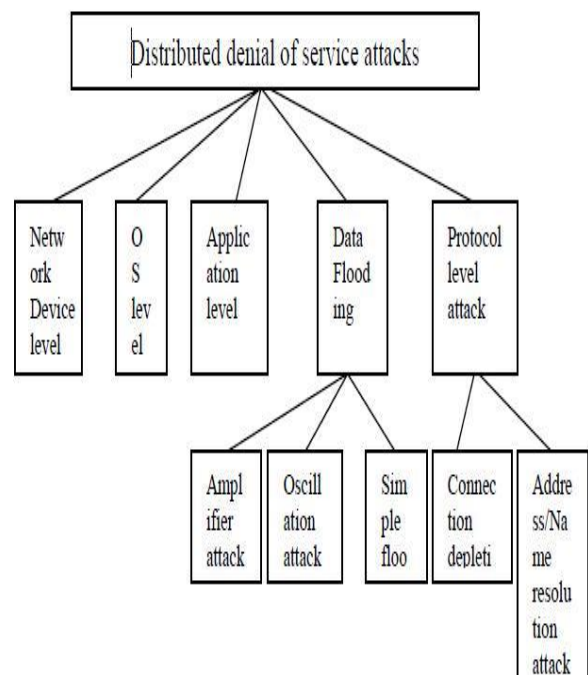 Distributed denial of service attacks
Netw
ork
Device
level
O
S
lev
el
Applic
ation
level
Data
Flood
ing
Protocol
level
attack
Ampl
ifier
attack
Oscill
ation
attack
Sim
ple
floo
Connec
tion
depleti
Addre
ss/Na
me
resolu
tion
attack